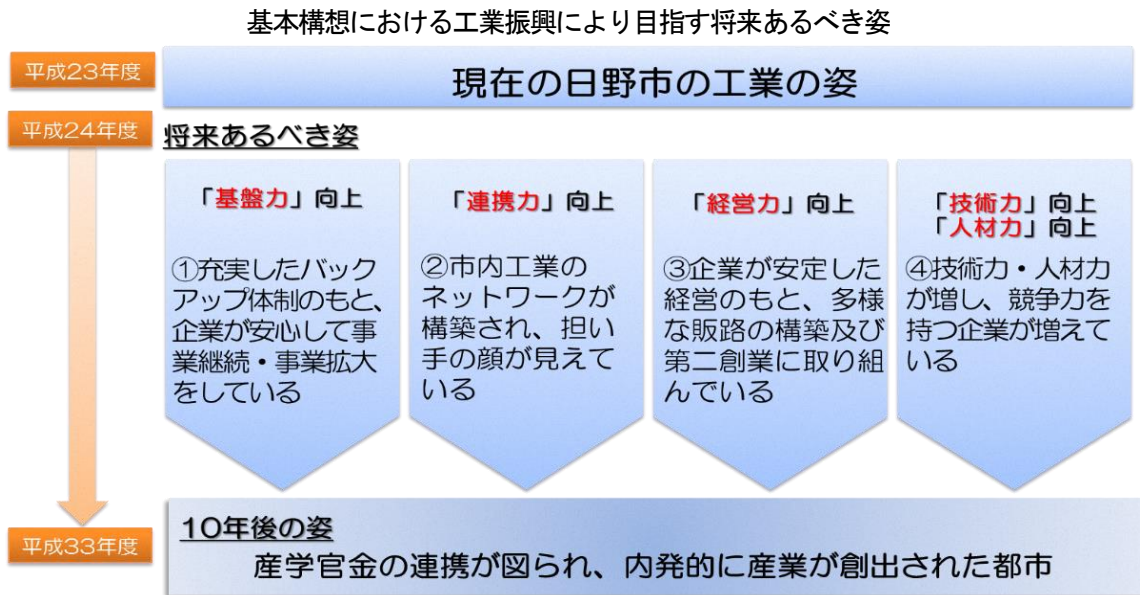 基本構想における工業振興により目指す将来あるべき姿
平成23年度
現在の日野市の工業の姿
平成24年度
将来あるべき姿
「基盤力」向上
①充実したバック
アップ体制のもと、
企業が安心して事
業継続・事業拡大
をしている
「連携力」向上
②市内工業の
ネットワークが
構築され、担い
手の顔が見えて
いる
「経営力」向上
③企業が安定した
経営のもと、多様
な販路の構築及び
第二創業に取り組
んでいる
「技術力」向上
「人材力」向上
④技術力・人材力
が増し、競争力を
持つ企業が増えて
いる
平成33年度
10年後の姿
産学官金の連携が図られ、内発的に産業が創出された都市